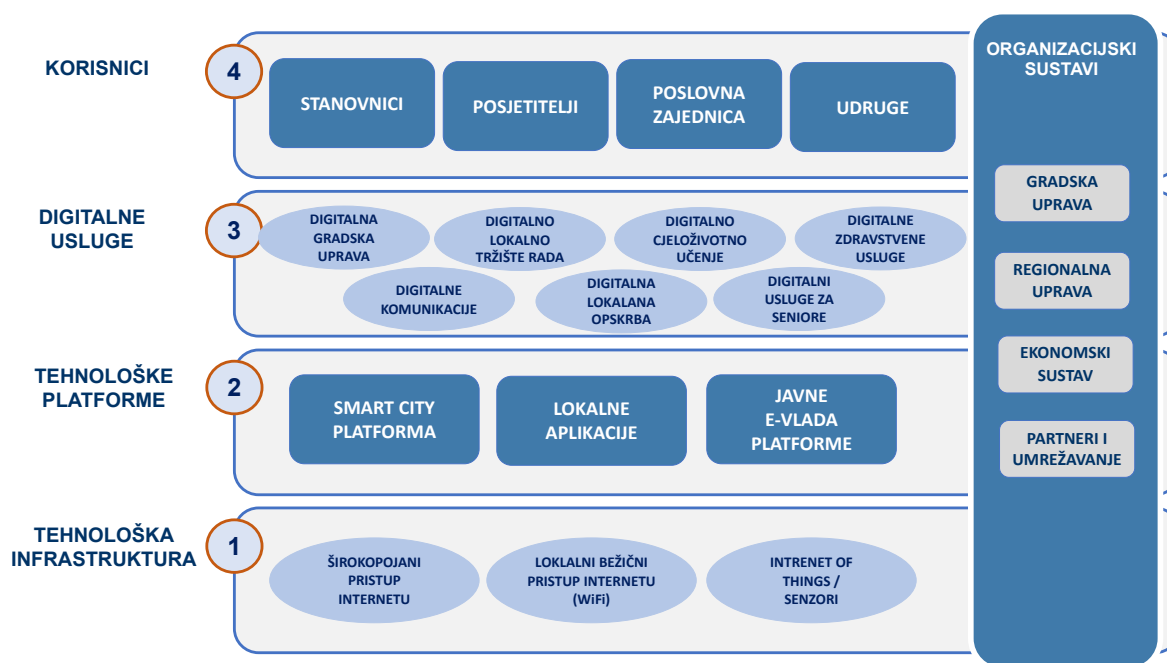 KORISNICI
4
STANOVNICI
POSJETITELJI
POSLOVNA
ZAJEDNICA
UDRUGE
DIGITALNE
USLUGE
3
DIGITALNA
GRADSKA
UPRAVA
DIGITALNO
LOKALNO
TRŽIŠTE RADA
DIGITALNO
CJELOŽIVOTNO
UČENJE
DIGITALNE
ZDRAVSTVENE
USLUGE
DIGITALNE
KOMUNIKACIJE
DIGITALNA
LOKALANA
OPSKRBA
DIGITALNI
USLUGE ZA
SENIORE
TEHNOLOŠKE
PLATFORME
2
SMART CITY
PLATFORMA
LOKALNE
APLIKACIJE
JAVNE
E-VLADA
PLATFORME
TEHNOLOŠKA
INFRASTRUKTURA
1
ŠIROKOPOJANI
PRISTUP
INTERNETU
LOKLALNI BEŽIČNI
PRISTUP INTERNETU
(WiFi)
INTRENET OF
THINGS /
SENZORI
ORGANIZACIJSKI
SUSTAVI
GRADSKA
UPRAVA
REGIONALNA
UPRAVA
EKONOMSKI
SUSTAV
PARTNERI I
UMREŽAVANJE